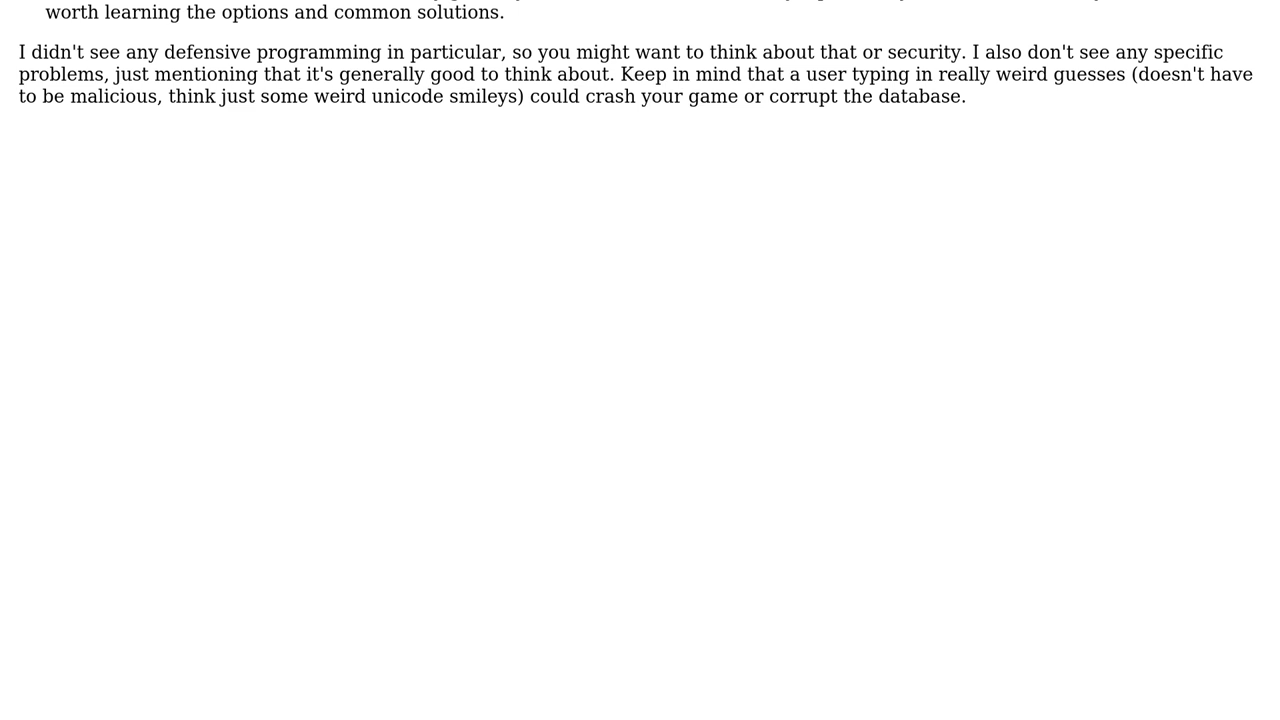 worth learning the options and common solutions.
I didn't see any defensive programming in particular, so you might want to think about that or security. I also don't see any specific
problems, just mentioning that it's generally good to think about. Keep in mind that a user typing in really weird guesses (doesn't have
to be malicious, think just some weird unicode smileys) could crash your game or corrupt the database.